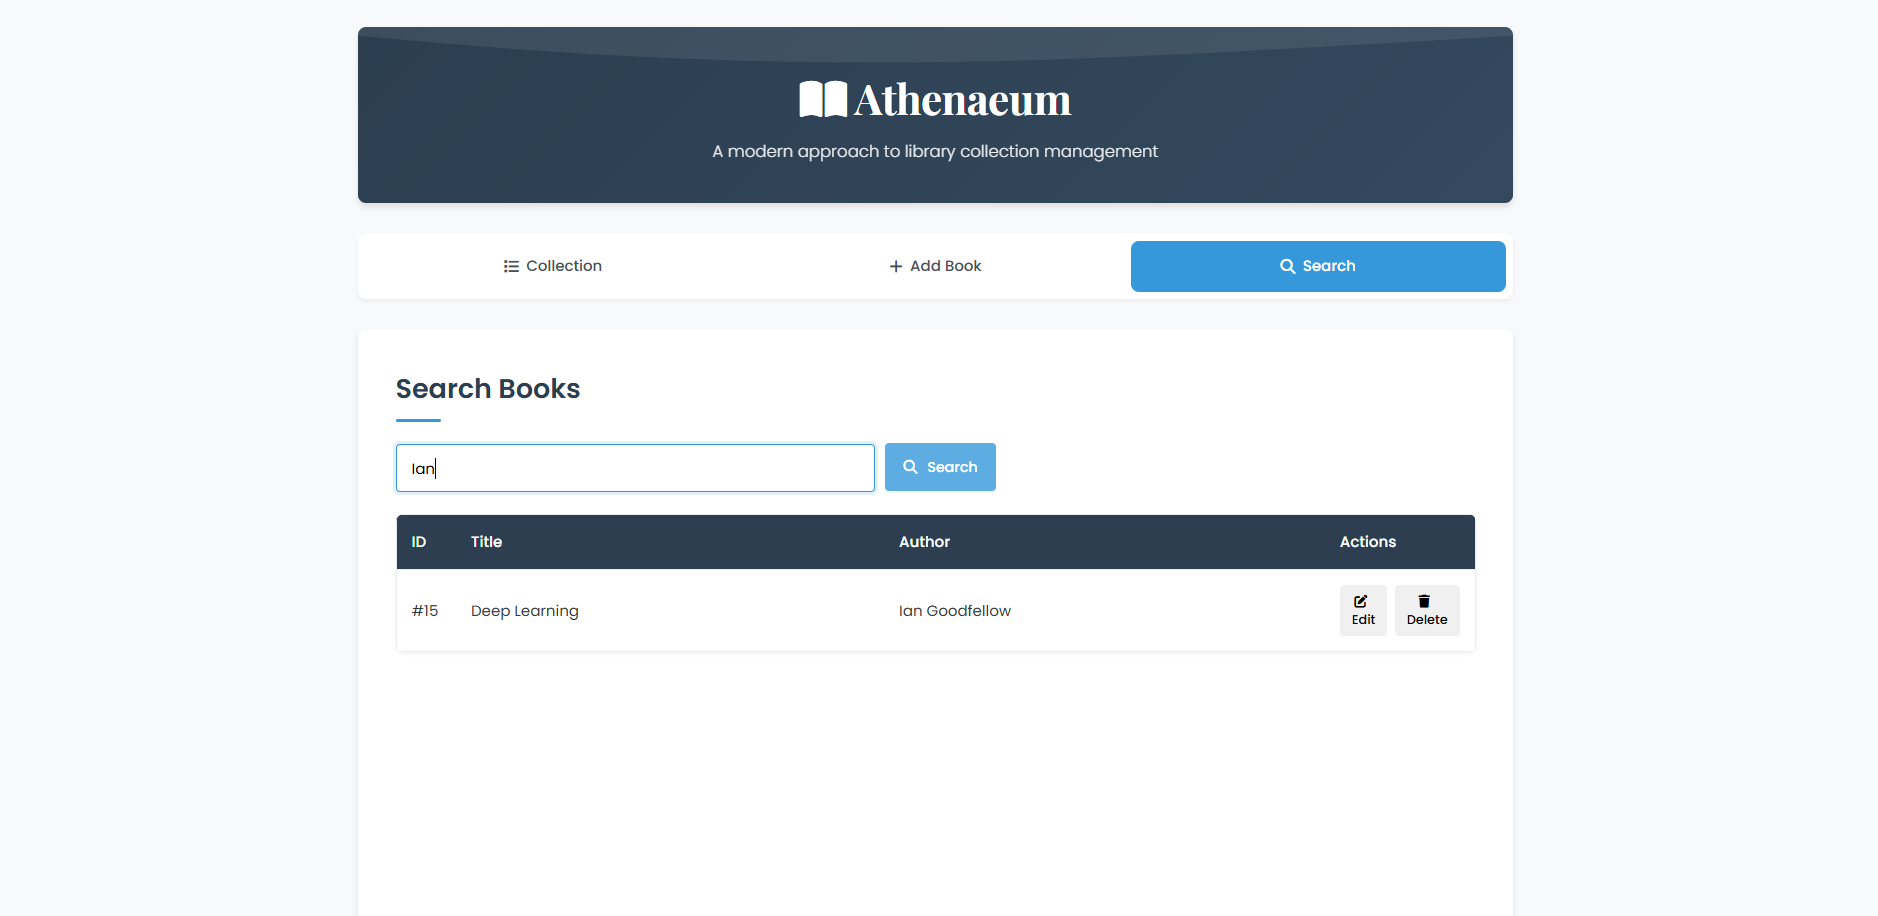 Athenaeum
A modern approach to library collection management
Collection
Add Book
Search
Search Books
Ian
Search
ID Title Author Actions
#15 Deep Learning Ian Goodfellow Edit Delete